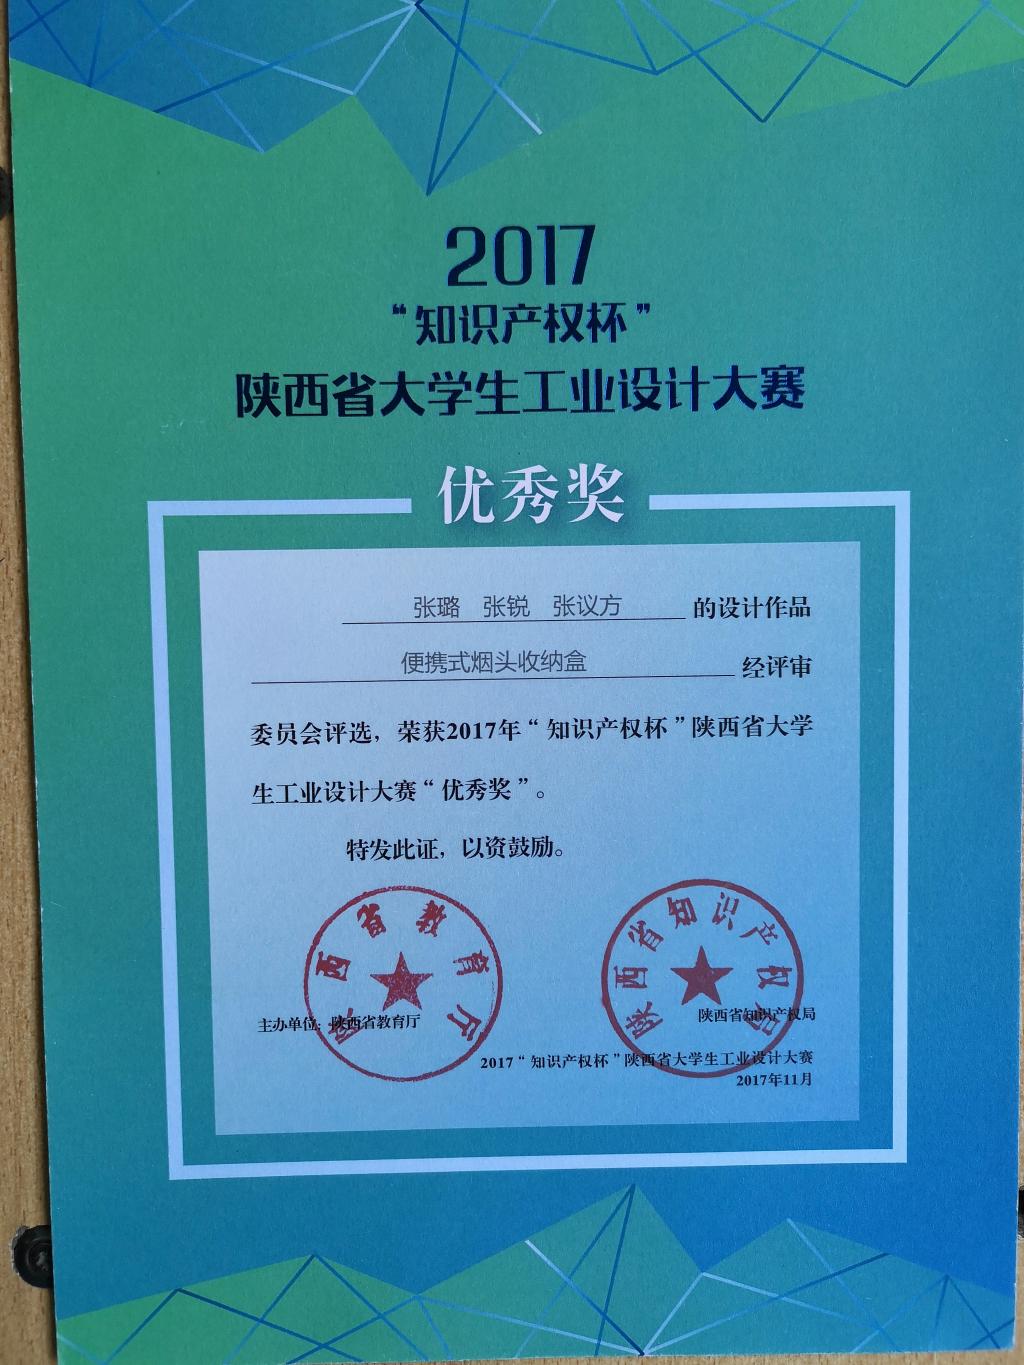 2017
“知识产权杯”
陕西省大学生工业设计大赛
优秀奖
张璐 张锐 张议方 的设计作品
便携式烟头收纳盒 经评审
委员会评选，荣获2017年“知识产权杯”陕西省大学
生工业设计大赛“优秀奖”。
特发此证，以资鼓励。
陕西省教育厅
陕西省知识产权局
主办单位：陕西省教育厅 陕西省知识产权局
2017“知识产权杯”陕西省大学生工业设计大赛
2017年11月